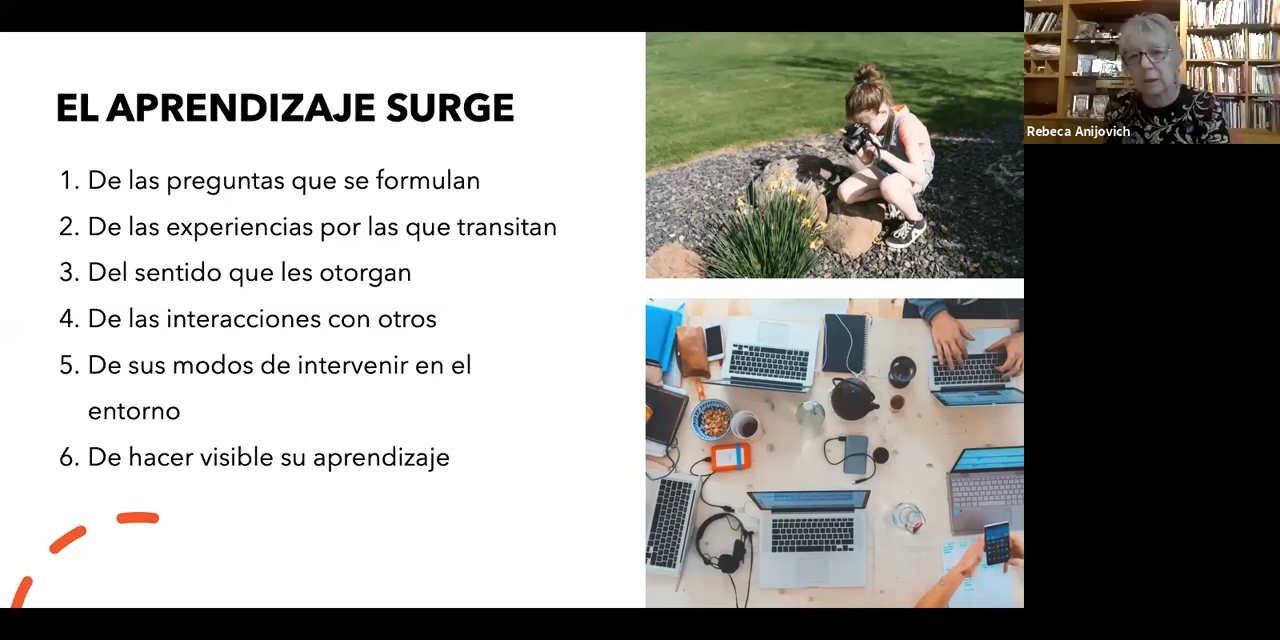 EL APRENDIZAJE SURGE
1. De las preguntas que se formulan
2. De las experiencias por las que transitan
3. Del sentido que les otorgan
4. De las interacciones con otros
5. De sus modos de intervenir en el
entorno
6. De hacer visible su aprendizaje
Rebeca Anijovich